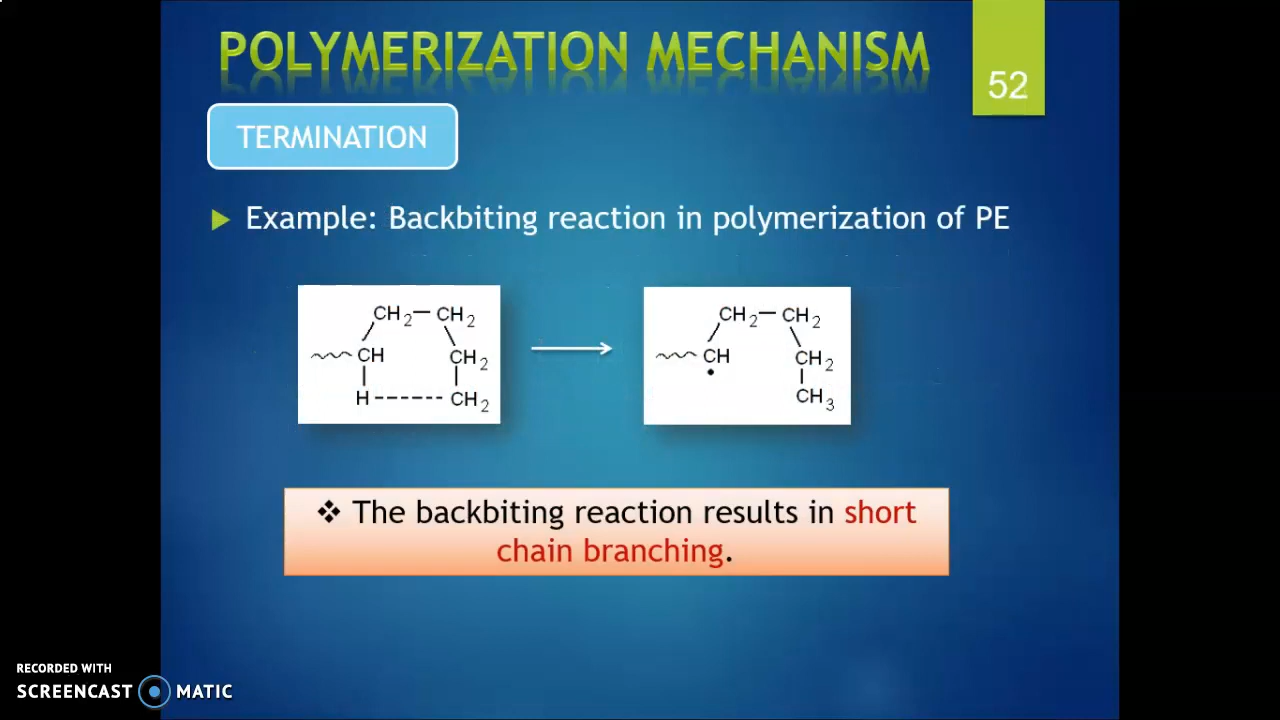 POLYMERIZATION MECHANISM
52
TERMINATION
Example: Backbiting reaction in polymerization of PE
CH2 CH2
CH CH2
H CH2
CH2 CH2
CH CH2
CH3
❖ The backbiting reaction results in short
chain branching.
RECORDED WITH
SCREENCAST MATIC